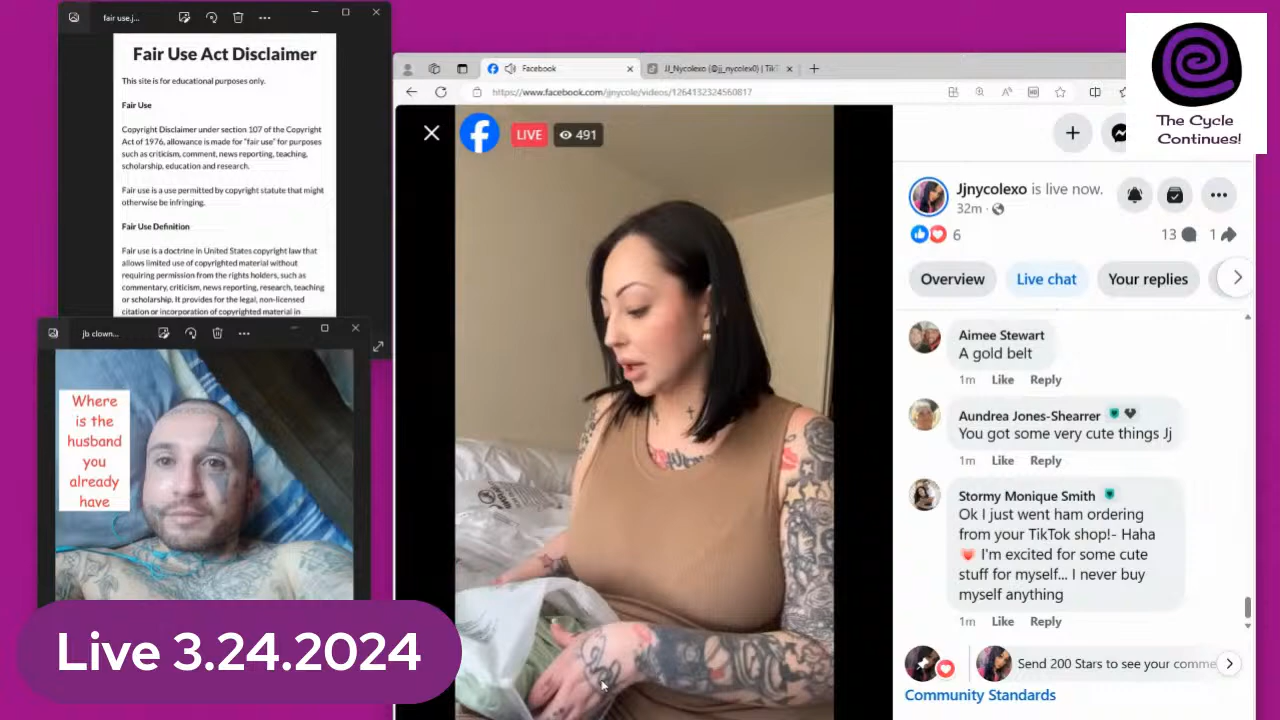 fair use.j...
Fair Use Act Disclaimer
This site is for educational purposes only.
Fair Use
Copyright Disclaimer under section 107 of the Copyright
Act of 1976, allowance is made for "fair use" for purposes
such as criticism, comment, news reporting, teaching,
scholarship, education and research.
Fair use is a use permitted by copyright statute that might
otherwise be infringing.
Fair Use Definition
Fair use is a doctrine in United States copyright law that
allows limited use of copyrighted material without
requiring permission from the rights holders, such as
commentary, criticism, news reporting, research, teaching
or scholarship. It provides for the legal, non-licensed
citation or incorporation of copyrighted material in
jb clown...
Where
is the
husband
you
already
have
Live 3.24.2024
Facebook
JJ_Nycolexo (@jj_nycolex0) | TikT
https://www.facebook.com/jjnycole/videos/1264132324560817
LIVE
491
The Cycle
Continues!
Jjnycolexo is live now.
32m
6
13
1
Overview
Live chat
Your replies
Aimee Stewart
A gold belt
1m Like Reply
Aundrea Jones-Shearrer
You got some very cute things Jj
1m Like Reply
Stormy Monique Smith
Ok I just went ham ordering
from your TikTok shop!- Haha
I'm excited for some cute
stuff for myself... I never buy
myself anything
1m Like Reply
Send 200 Stars to see your comme
Community Standards